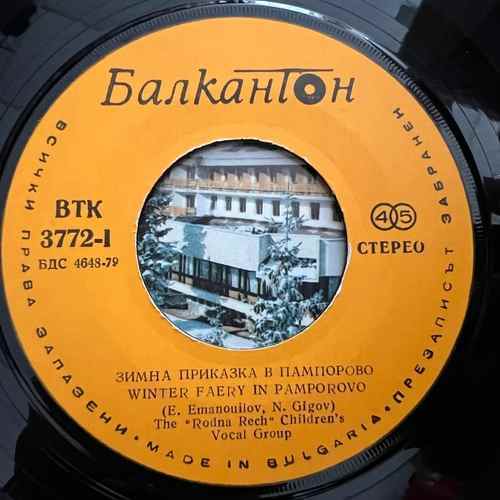 Балкантон
ВТК
3772-I
БДС 4648-79
45
СТЕРЕО
ЗИМНА ПРИКАЗКА В ПАМПОРОВО
WINTER FAERY IN PAMPOROVO
(E. Emanouilov, N. Gigov)
The "Rodna Rech" Children's
Vocal Group
ВСИЧКИ ПРАВА ЗАПАЗЕНИ • MADE IN BULGARIA • ПРЕЗАПИСЪТ ЗАБРАНЕН